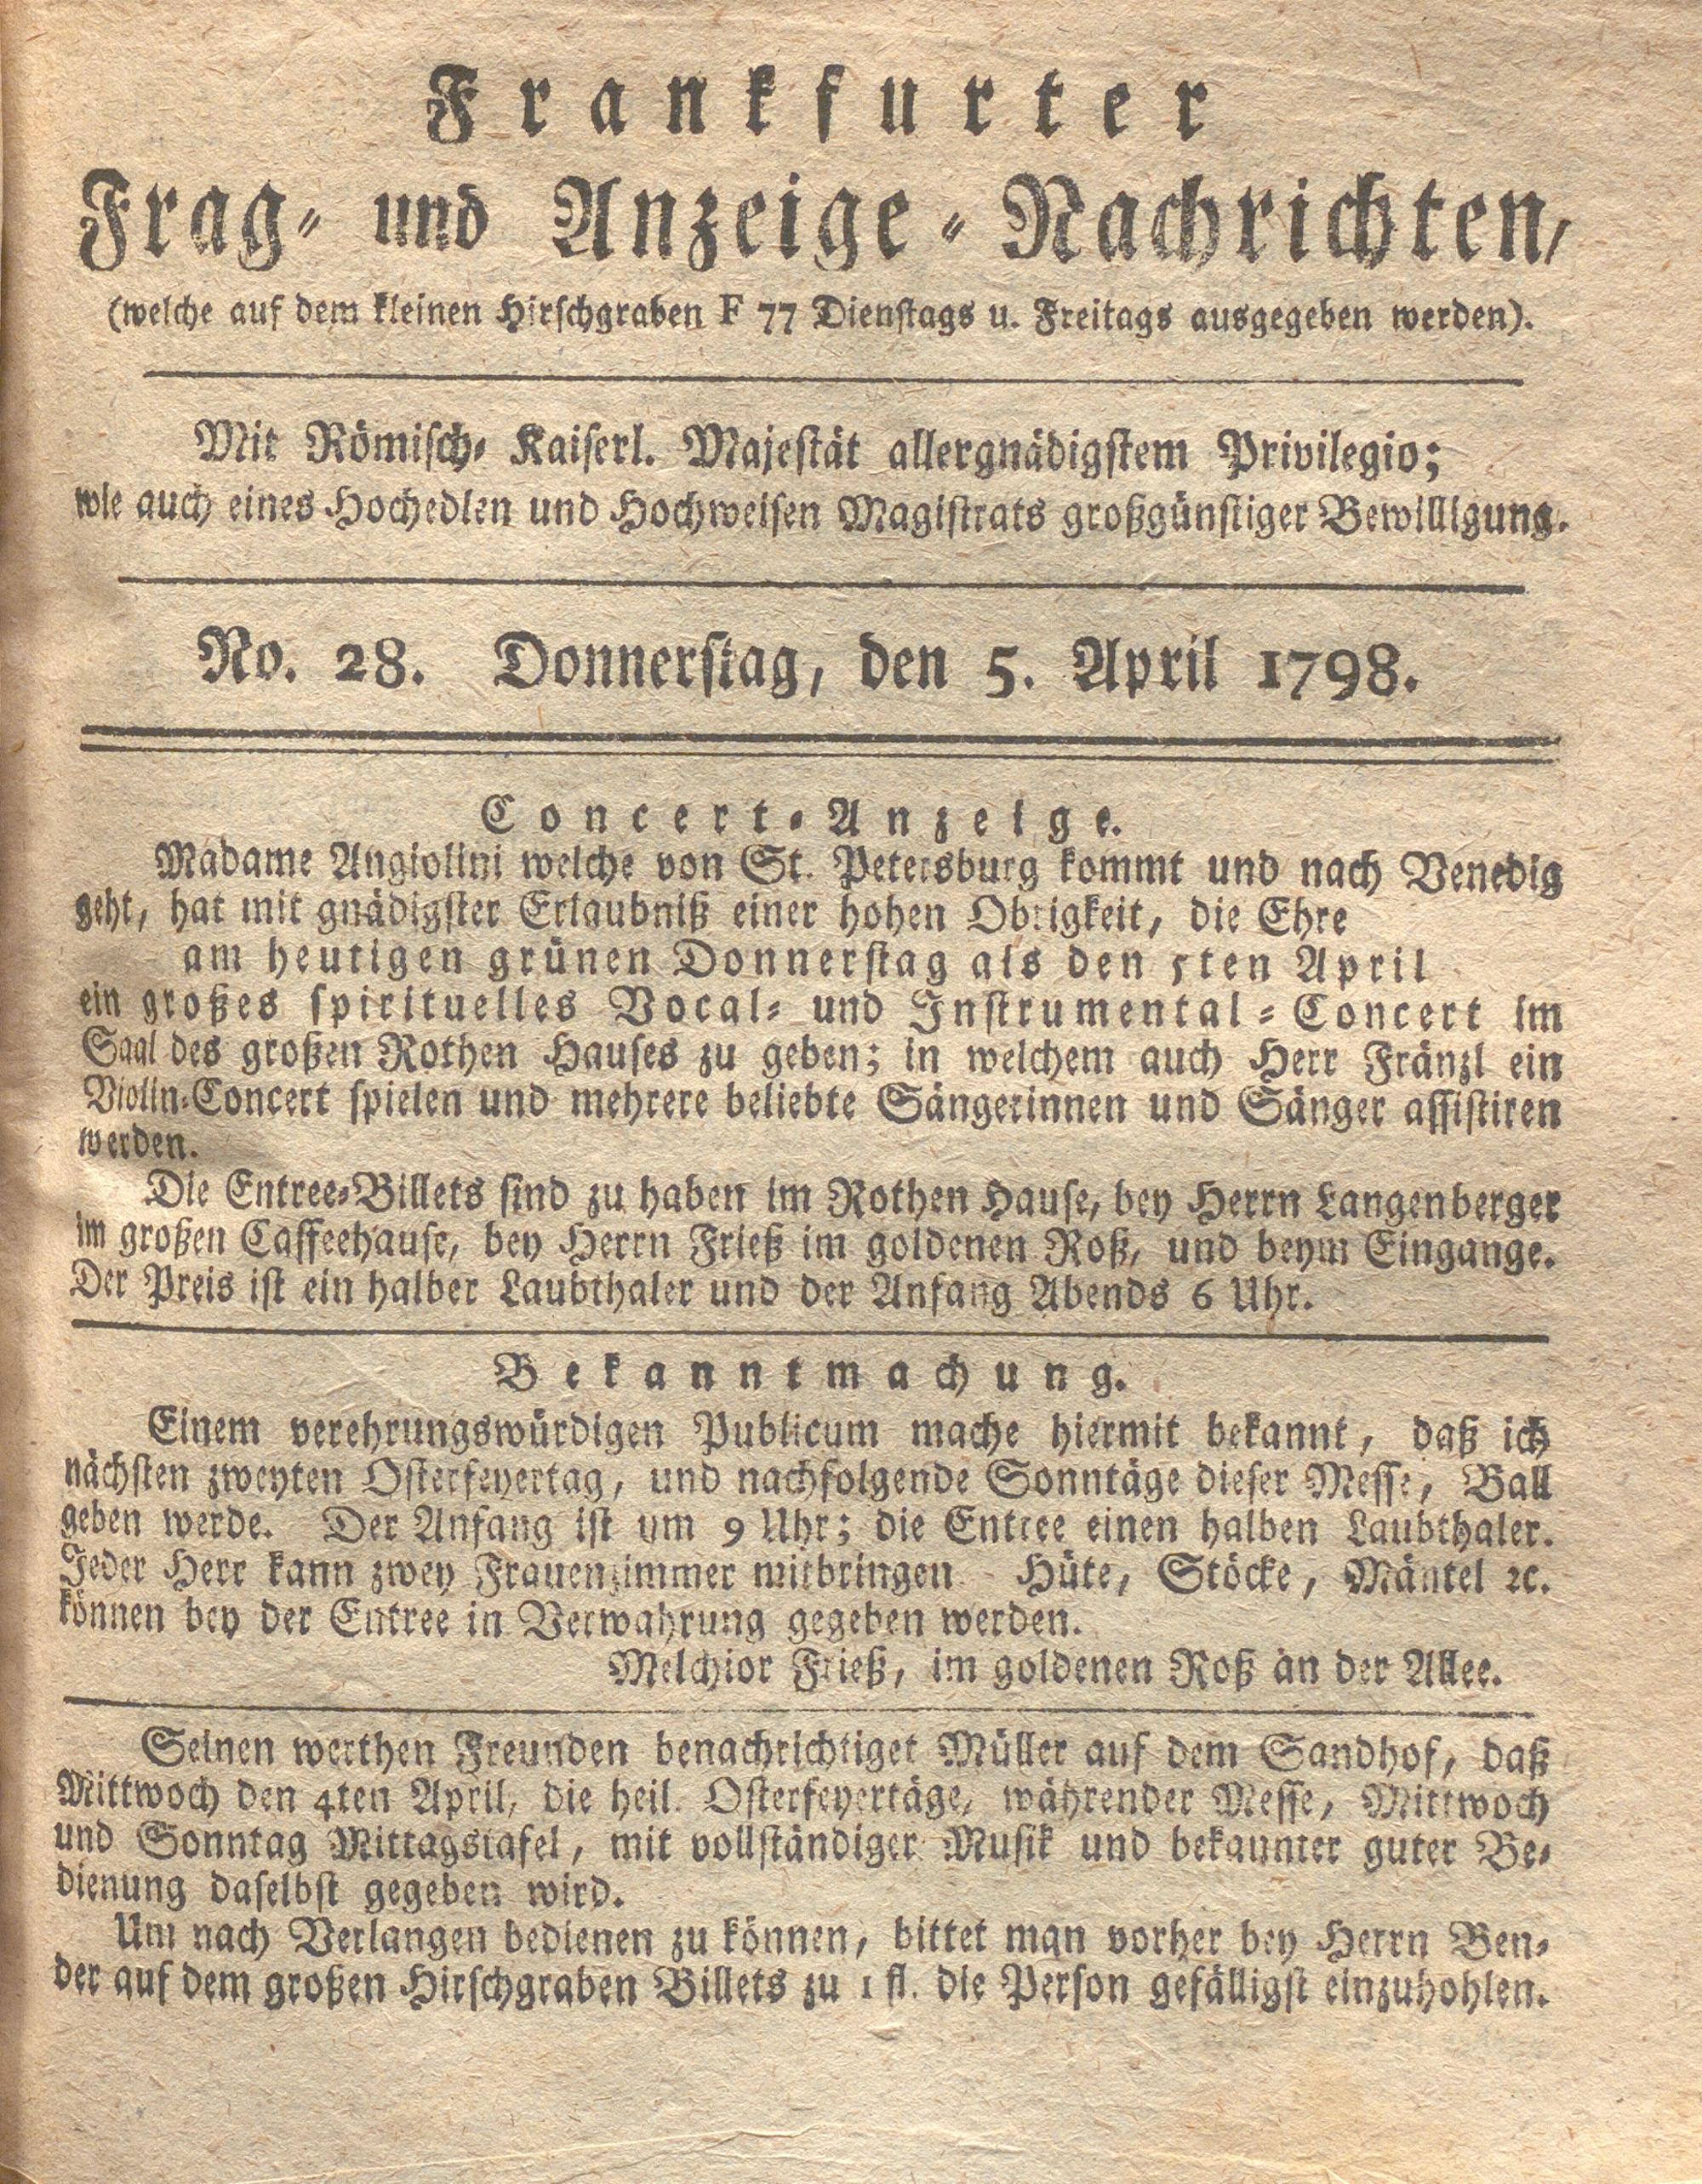 Frankfurter
Frag- und Anzeige-Nachrichten,
(welche auf dem kleinen Hirschgraben F 77 Dienstags u. Freitags ausgegeben werden).
Mit Römisch- Kaiserl. Majestät allergnädigstem Privilegio;
wie auch eines Hochedlen und Hochweisen Magistrats großgünstiger Bewilligung.
No. 28. Donnerstag, den 5. April 1798.
Concert-Anzeige.
Madame Angiolini welche von St. Petersburg kommt und nach Venedig
geht, hat mit gnädigster Erlaubniß einer hohen Obrigkeit, die Ehre
am heutigen grünen Donnerstag als den 5ten April
ein großes spirituelles Vocal- und Instrumental-Concert im
Saal des großen Rothen Hauses zu geben; in welchem auch Herr Fränzl ein
Violin-Concert spielen und mehrere beliebte Sängerinnen und Sänger assistiren
werden.
Die Entree-Billets sind zu haben im Rothen Hause, bey Herrn Langenberger
im großen Caffeehause, bey Herrn Frieß im goldenen Roß, und beym Eingange.
Der Preis ist ein halber Laubthaler und der Anfang Abends 6 Uhr.
Bekanntmachung.
Einem verehrungswürdigen Publicum mache hiermit bekannt, daß ich
nächsten zweyten Osterfeyertag, und nachfolgende Sonntäge dieser Messe, Ball
geben werde. Der Anfang ist um 9 Uhr; die Entree einen halben Laubthaler.
Jeder Herr kann zwey Frauenzimmer mitbringen Hüte, Stöcke, Mäntel ꝛc.
können bey der Entree in Verwahrung gegeben werden.
Melchior Frieß, im goldenen Roß an der Allee.
Seinen werthen Freunden benachrichtiget Müller auf dem Sandhof, daß
Mittwoch den 4ten April, die heil. Osterfeyertäge, währender Messe, Mittwoch
und Sonntag Mittagstafel, mit vollständiger Musik und bekannter guter Be-
dienung daselbst gegeben wird.
Um nach Verlangen bedienen zu können, bittet man vorher bey Herrn Ben-
der auf dem großen Hirschgraben Billets zu 1 fl. die Person gefälligst einzuhohlen.